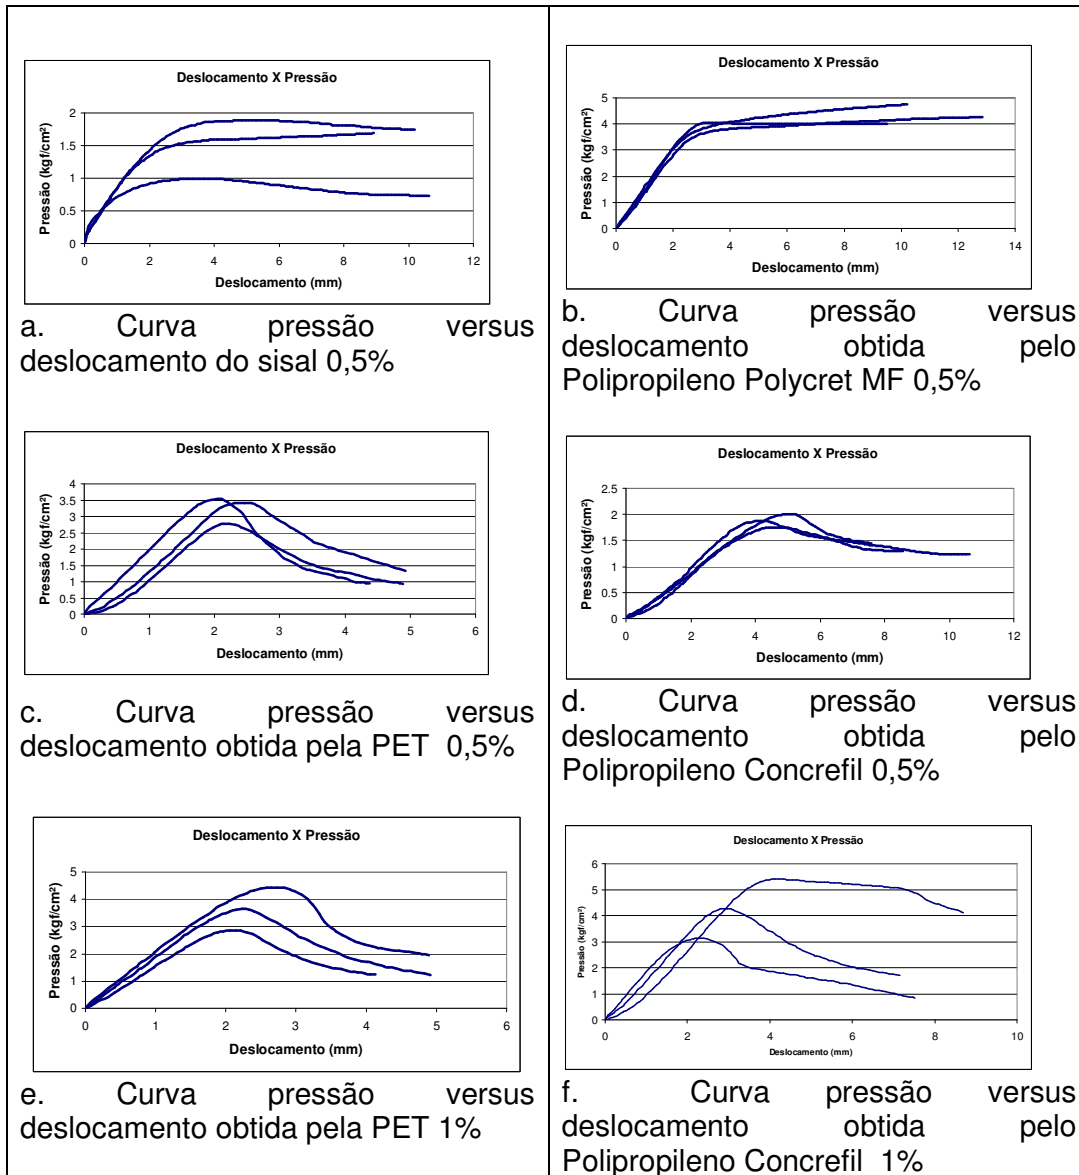 Deslocamento X Pressão
Pressão (kgf/cm²)
2
1.5
1
0.5
0
0 2 4 6 8 10 12
Deslocamento (mm)
a. Curva pressão versus
deslocamento do sisal 0,5%
Deslocamento X Pressão
Pressão (kgf/cm²)
5
4
3
2
1
0
0 2 4 6 8 10 12 14
Deslocamento (mm)
b. Curva pressão versus
deslocamento obtida pelo
Polipropileno Polycret MF 0,5%
Deslocamento X Pressão
Pressão (kgf/cm²)
4
3.5
3
2.5
2
1.5
1
0.5
0
0 1 2 3 4 5 6
Deslocamento (mm)
c. Curva pressão versus
deslocamento obtida pela PET 0,5%
Deslocamento X Pressão
Pressão (kgf/cm²)
2.5
2
1.5
1
0.5
0
0 2 4 6 8 10 12
Deslocamento (mm)
d. Curva pressão versus
deslocamento obtida pelo
Polipropileno Concrefil 0,5%
Deslocamento X Pressão
Pressão (kgf/cm²)
5
4
3
2
1
0
0 1 2 3 4 5 6
Deslocamento (mm)
e. Curva pressão versus
deslocamento obtida pela PET 1%
Deslocamento X Pressão
Pressão (kgf/cm²)
6
5
4
3
2
1
0
0 2 4 6 8 10
Deslocamento (mm)
f. Curva pressão versus
deslocamento obtida pelo
Polipropileno Concrefil 1%